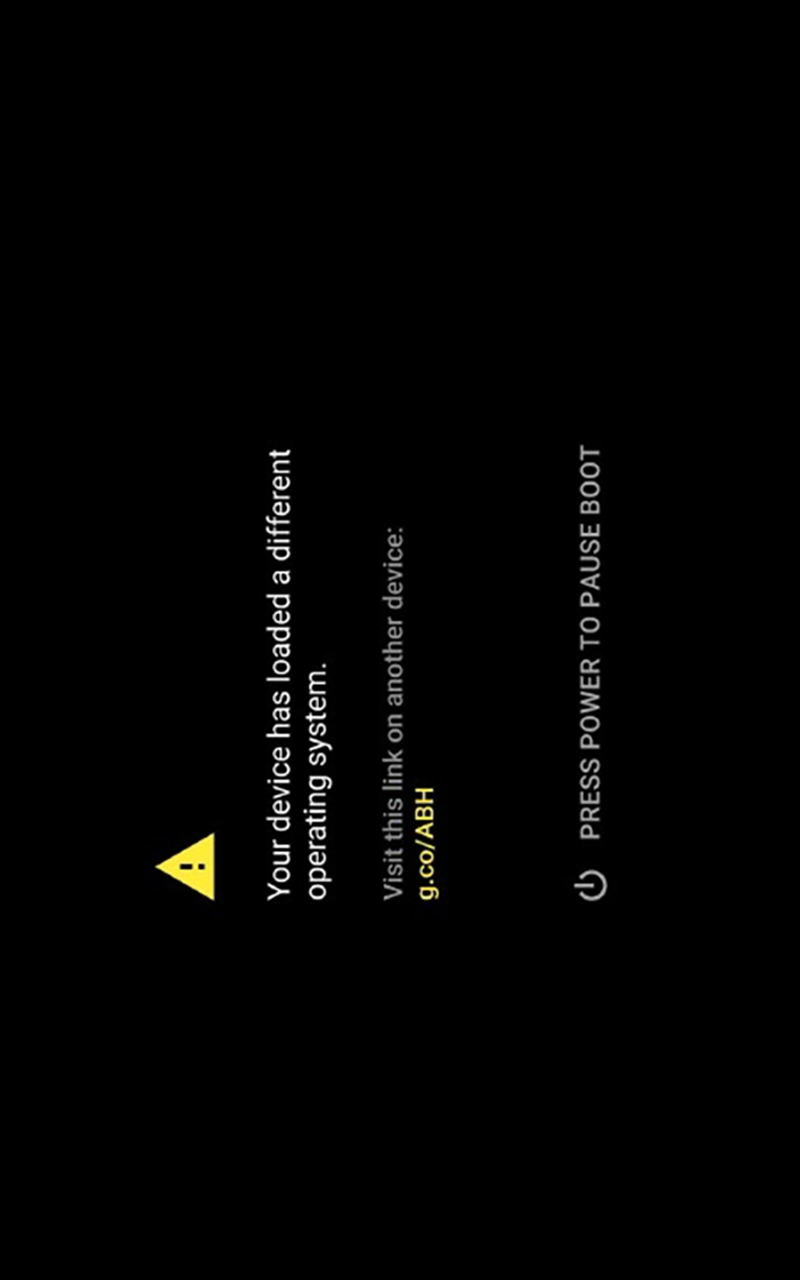 Your device has loaded a different
operating system.
Visit this link on another device:
g.co/ABH
PRESS POWER TO PAUSE BOOT